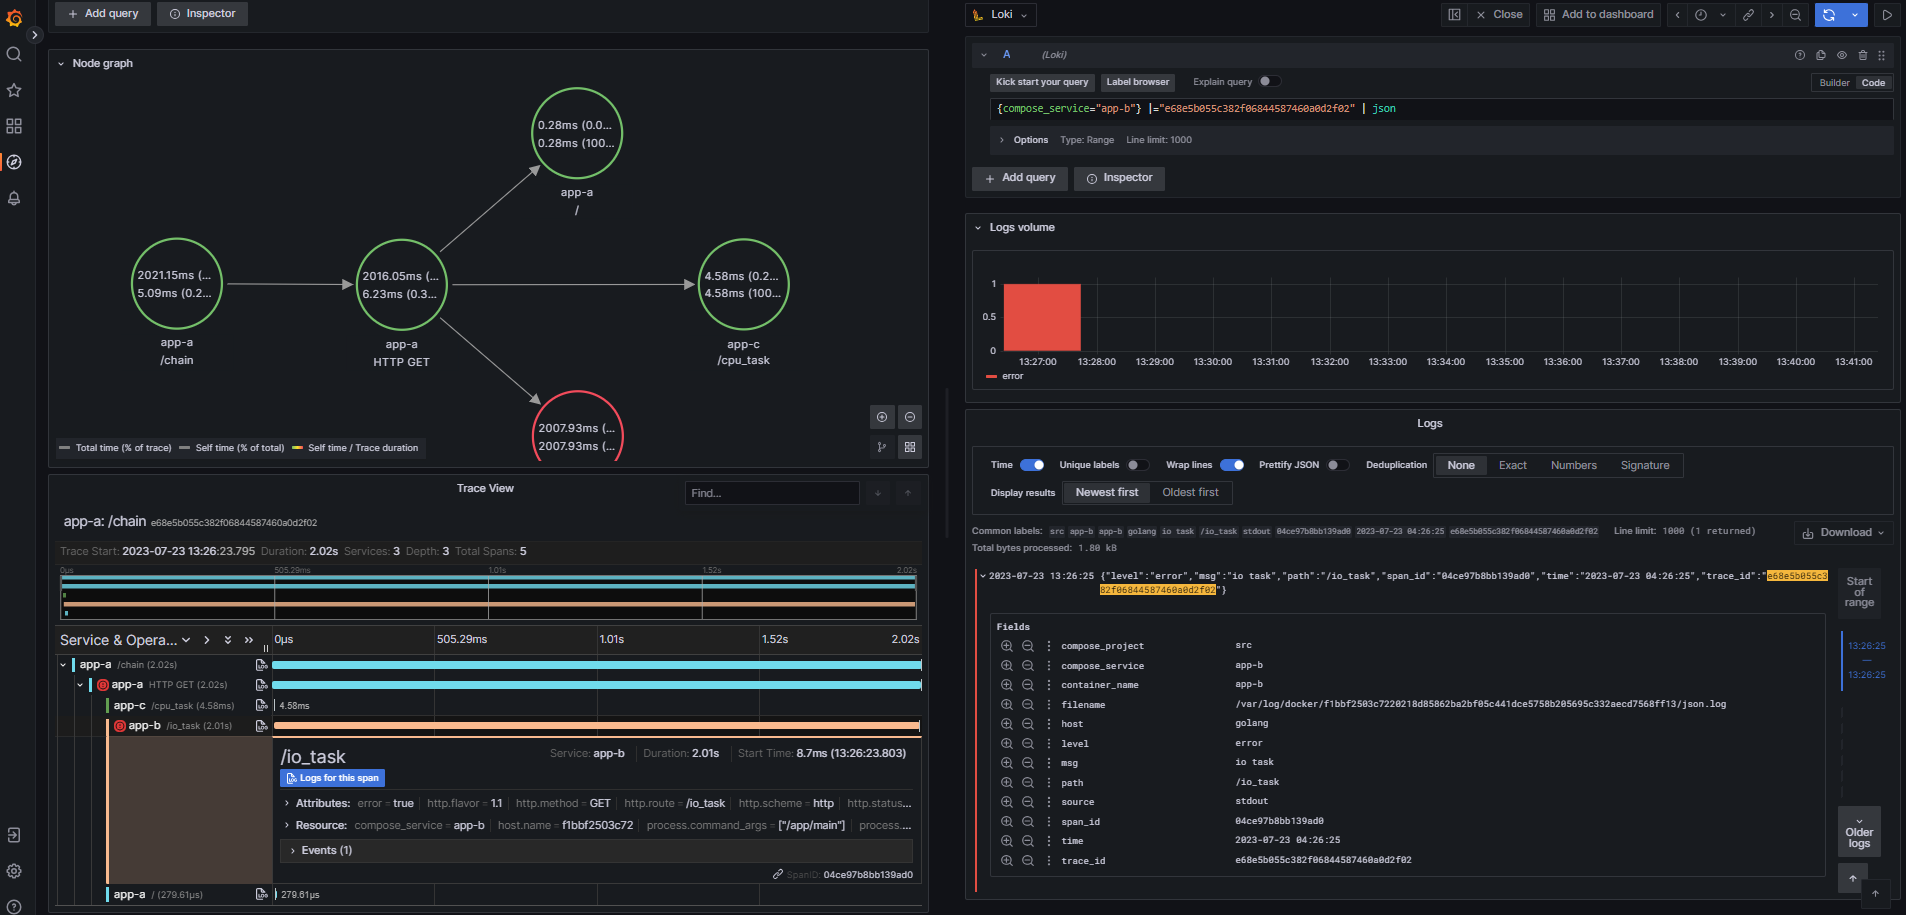 Add query
Inspector
Node graph
0.28ms (0.0...
0.28ms (100...
app-a
/
2021.15ms (...
5.09ms (0.2...
app-a
/chain
2016.05ms (...
6.23ms (0.3...
app-a
HTTP GET
4.58ms (0.2...
4.58ms (100...
app-c
/cpu_task
2007.93ms (...
2007.93ms (...
Total time (% of trace) Self time (% of total) Self time / Trace duration
Trace View
Find...
app-a: /chain e68e5b055c382f06844587460a0d2f02
Trace Start: 2023-07-23 13:26:23.795 Duration: 2.02s Services: 3 Depth: 3 Total Spans: 5
0μs 505.29ms 1.01s 1.52s 2.02s
Service & Opera... 0μs 505.29ms 1.01s 1.52s 2.02s
app-a /chain (2.02s)
app-a HTTP GET (2.02s)
app-c /cpu_task (4.58ms) 4.58ms
app-b /io_task (2.01s)
/io_task Service: app-b Duration: 2.01s Start Time: 8.7ms (13:26:23.803)
Logs for this span
Attributes: error = true http.flavor = 1.1 http.method = GET http.route = /io_task http.scheme = http http.status...
Resource: compose_service = app-b host.name = f1bbf2503c72 process.command_args = ["/app/main"] process....
Events (1)
SpanID: 04ce97b8bb139ad0
app-a / (279.61μs) 279.61μs
Loki
Close
Add to dashboard
A (Loki)
Kick start your query Label browser Explain query Builder Code
{compose_service="app-b"} |="e68e5b055c382f06844587460a0d2f02" | json
Options Type: Range Line limit: 1000
Add query
Inspector
Logs volume
1
0.5
0
13:27:00 13:28:00 13:29:00 13:30:00 13:31:00 13:32:00 13:33:00 13:34:00 13:35:00 13:36:00 13:37:00 13:38:00 13:39:00 13:40:00 13:41:00
error
Logs
Time Unique labels Wrap lines Prettify JSON Deduplication None Exact Numbers Signature
Display results Newest first Oldest first
Common labels: src app-b app-b golang io task /io_task stdout 04ce97b8bb139ad0 2023-07-23 04:26:25 e68e5b055c382f06844587460a0d2f02 Line limit: 1000 (1 returned)
Download
Total bytes processed: 1.80 kB
2023-07-23 13:26:25 {"level":"error","msg":"io task","path":"/io_task","span_id":"04ce97b8bb139ad0","time":"2023-07-23 04:26:25","trace_id":"e68e5b055c3
82f06844587460a0d2f02"}
Start
of
range
Fields
compose_project src
compose_service app-b
container_name app-b
filename /var/log/docker/f1bbf2503c7220218d85862ba2bf05c441dce5758b205695c332aecd7568ff13/json.log
host golang
level error
msg io task
path /io_task
source stdout
span_id 04ce97b8bb139ad0
time 2023-07-23 04:26:25
trace_id e68e5b055c382f06844587460a0d2f02
13:26:25
—
13:26:25
Older
logs